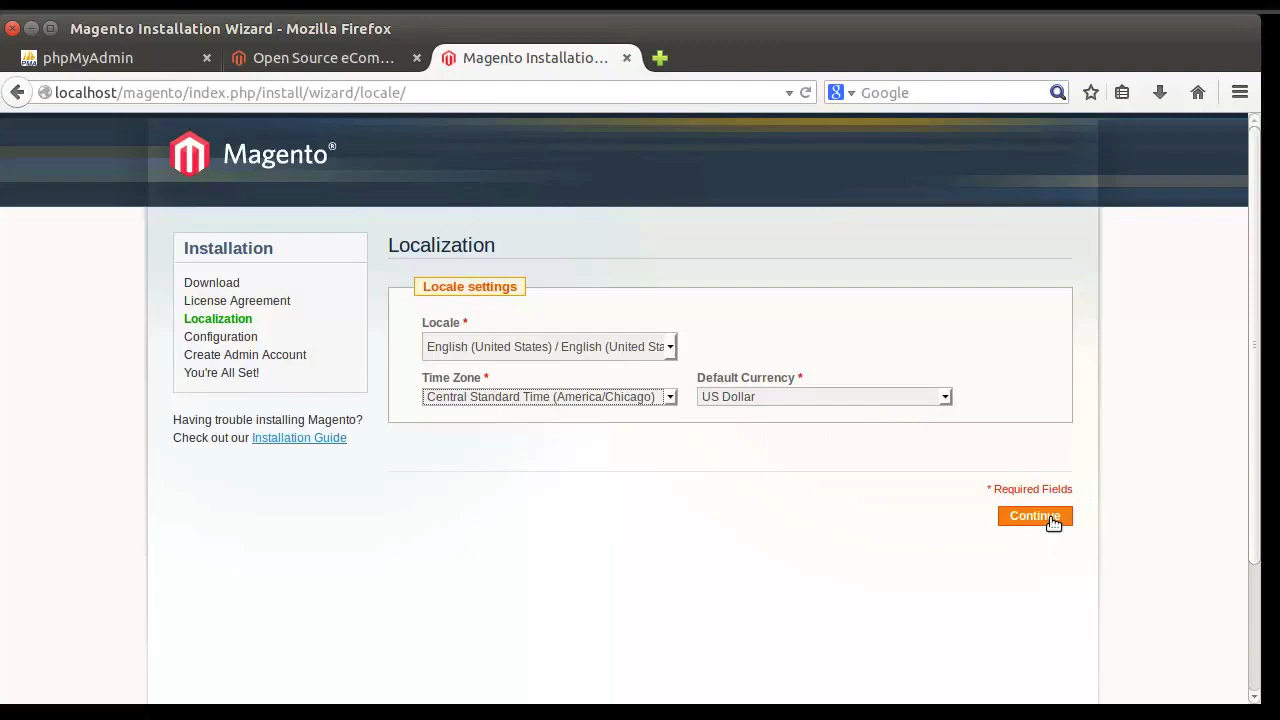 Magento Installation Wizard - Mozilla Firefox
phpMyAdmin
Open Source eCom...
Magento Installatio...
localhost/magento/index.php/install/wizard/locale/
Google
Magento®
Installation
Download
License Agreement
Localization
Configuration
Create Admin Account
You're All Set!
Having trouble installing Magento?
Check out our Installation Guide
Localization
Locale settings
Locale *
English (United States) / English (United Sta
Time Zone * Default Currency *
Central Standard Time (America/Chicago) US Dollar
* Required Fields
Continue